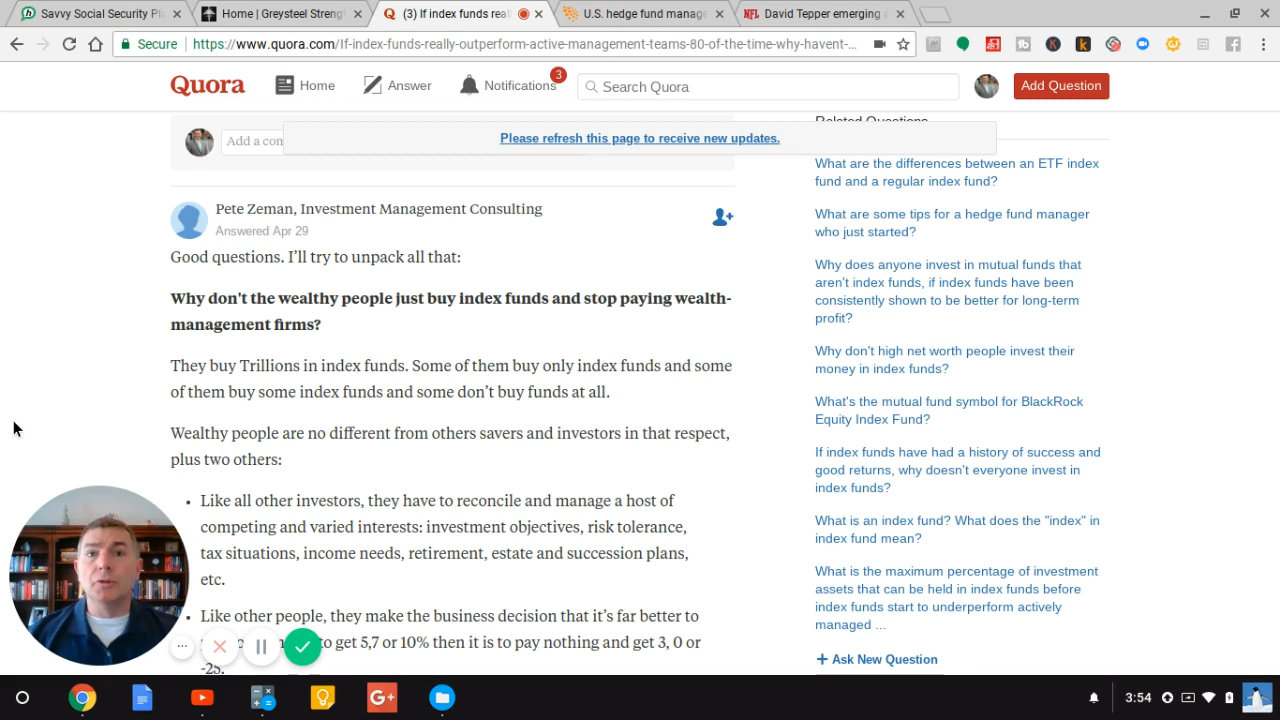 Savvy Social Security Pl
Home | Greysteel Strengt
(3) If index funds reall
U.S. hedge fund manage
NFL
David Tepper emerging a
Secure
https://www.quora.com/If-index-funds-really-outperform-active-management-teams-80-of-the-time-why-havent-...
Quora
Home
Answer
Notifications
3
Search Quora
Add Question
Add a con
Please refresh this page to receive new updates.
Pete Zeman, Investment Management Consulting
Answered Apr 29
Good questions. I'll try to unpack all that:
Why don't the wealthy people just buy index funds and stop paying wealth-
management firms?
They buy Trillions in index funds. Some of them buy only index funds and some
of them buy some index funds and some don't buy funds at all.
Wealthy people are no different from others savers and investors in that respect,
plus two others:
• Like all other investors, they have to reconcile and manage a host of
competing and varied interests: investment objectives, risk tolerance,
tax situations, income needs, retirement, estate and succession plans,
etc.
• Like other people, they make the business decision that it's far better to
to get 5,7 or 10% then it is to pay nothing and get 3, 0 or
-25.
Related Questions
What are the differences between an ETF index
fund and a regular index fund?
What are some tips for a hedge fund manager
who just started?
Why does anyone invest in mutual funds that
aren't index funds, if index funds have been
consistently shown to be better for long-term
profit?
Why don't high net worth people invest their
money in index funds?
What's the mutual fund symbol for BlackRock
Equity Index Fund?
If index funds have had a history of success and
good returns, why doesn't everyone invest in
index funds?
What is an index fund? What does the "index" in
index fund mean?
What is the maximum percentage of investment
assets that can be held in index funds before
index funds start to underperform actively
managed ...
+ Ask New Question
3:54